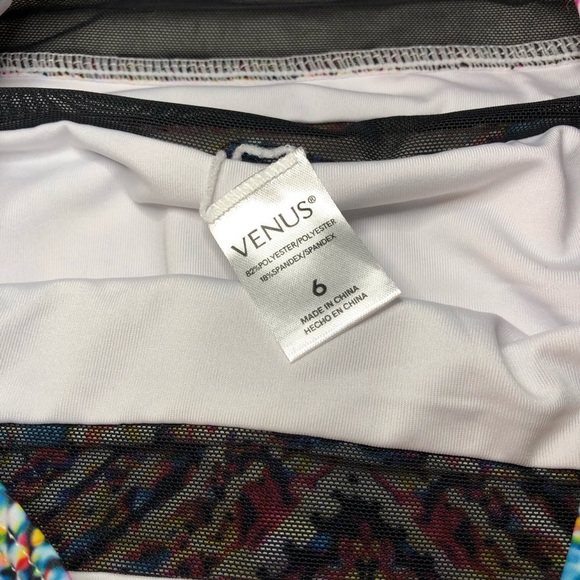 VENUS®
82%POLYESTER/POLYESTER
18%SPANDEX/SPANDEX
6
MADE IN CHINA
HECHO EN CHINA